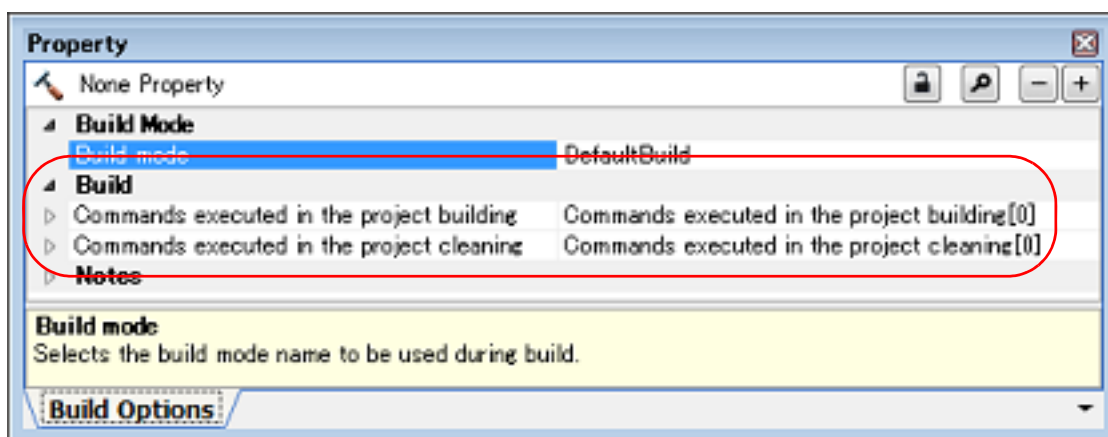 Property
None Property
Build Mode
Build mode DefaultBuild
Build
Commands executed in the project building Commands executed in the project building[0]
Commands executed in the project cleaning Commands executed in the project cleaning[0]
Notes
Build mode
Selects the build mode name to be used during build.
Build Options